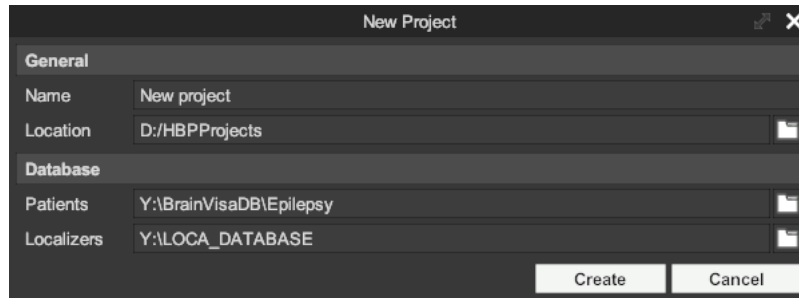 New Project
General
Name New project
Location D:/HBPProjects
Database
Patients Y:\BrainVisaDB\Epilepsy
Localizers Y:\LOCA_DATABASE
Create Cancel